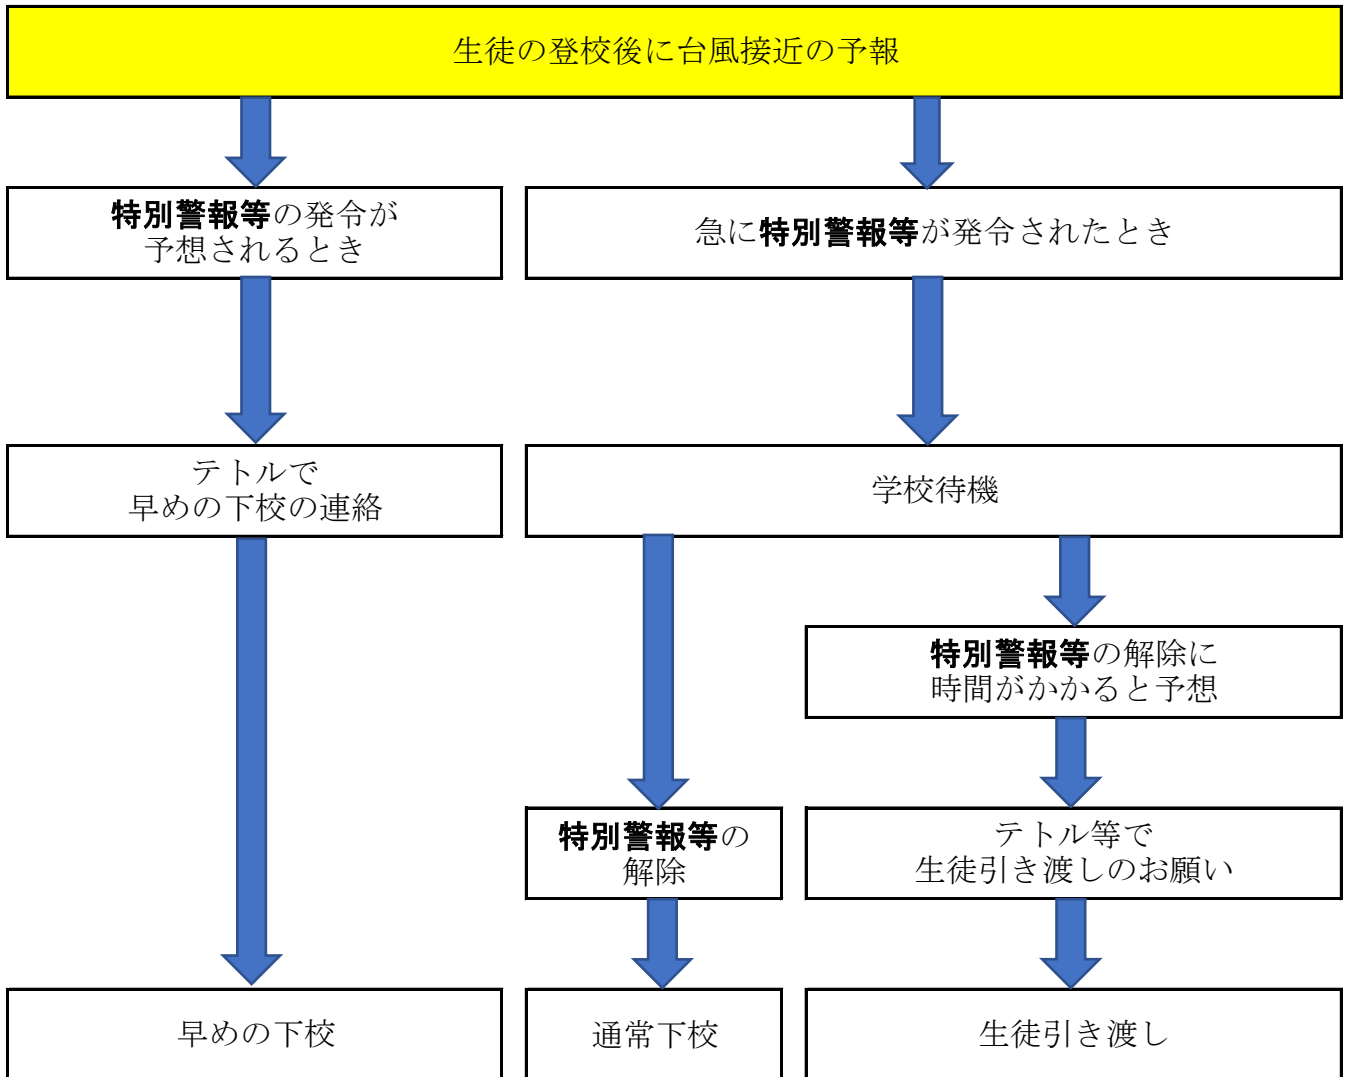 生徒の登校後に台風接近の予報
特別警報等の発令が
予想されるとき
急に特別警報等が発令されたとき
テトルで
早めの下校の連絡
学校待機
特別警報等の解除に
時間がかかると予想
特別警報等の
解除
テトル等で
生徒引き渡しのお願い
早めの下校
通常下校
生徒引き渡し